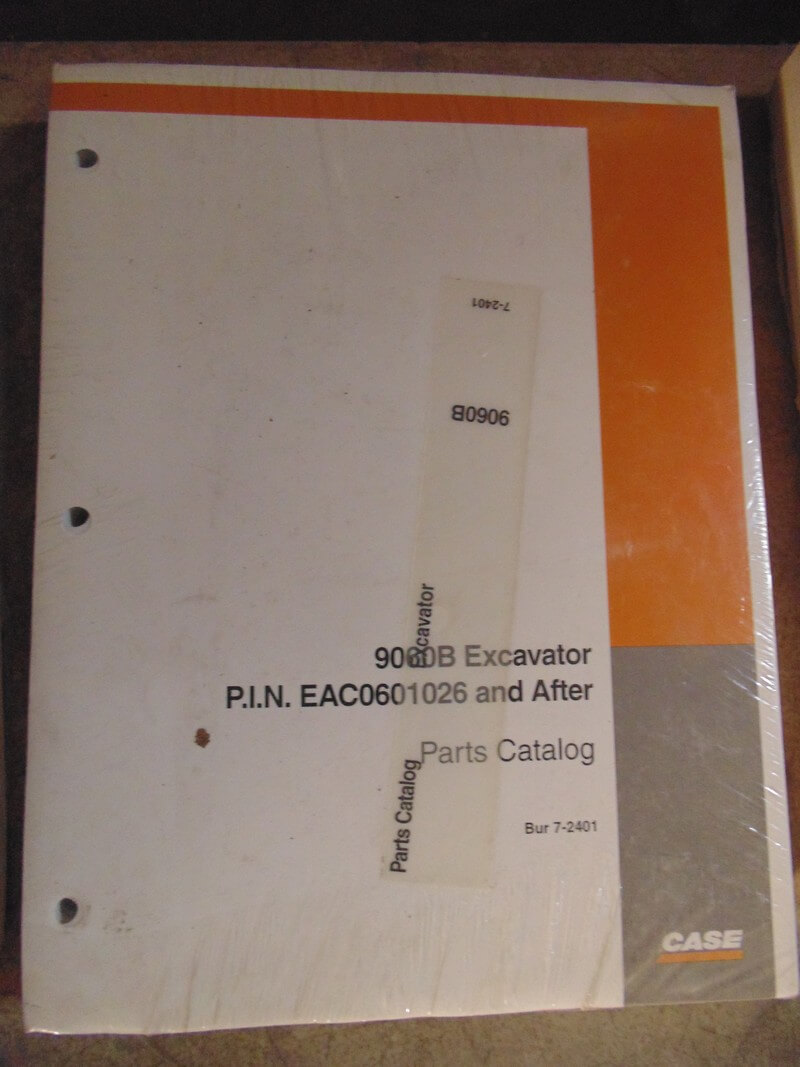 7-2401
9060B
Excavator
Parts Catalog
9060B Excavator
P.I.N. EAC0601026 and After
Parts Catalog
Bur 7-2401
CASE